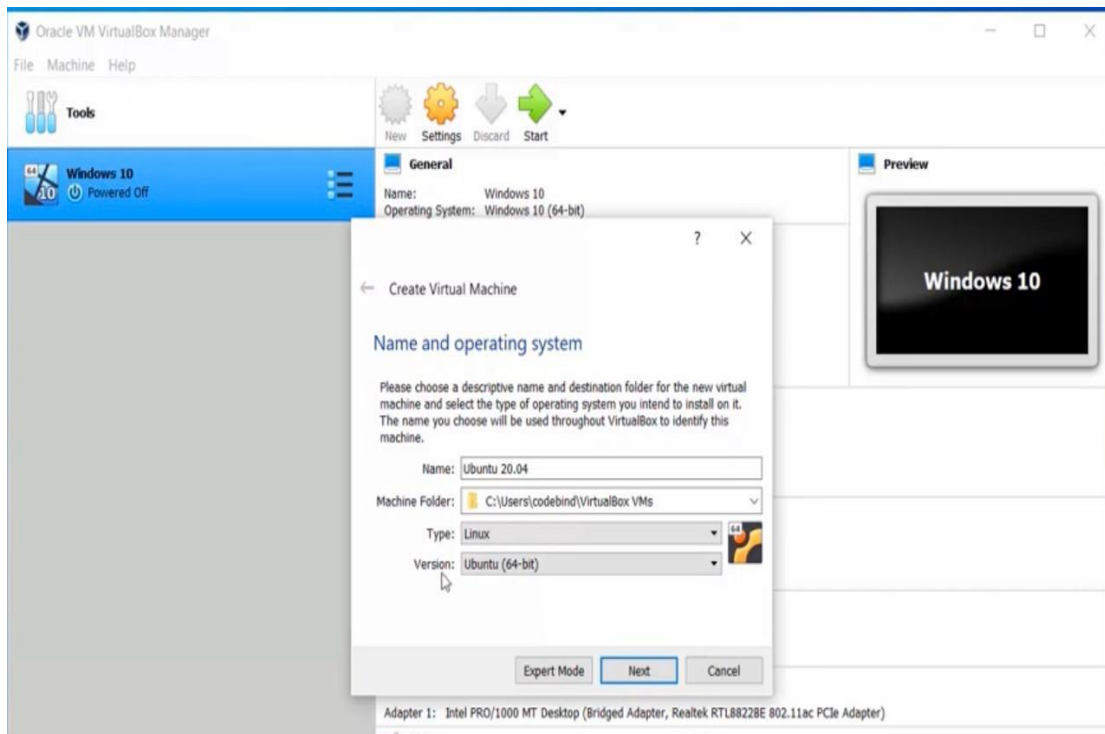 Oracle VM VirtualBox Manager
File Machine Help
Tools
New Settings Discard Start
64
10
Windows 10
Powered Off
General
Name: Windows 10
Operating System: Windows 10 (64-bit)
Preview
Windows 10
?
Create Virtual Machine
Name and operating system
Please choose a descriptive name and destination folder for the new virtual
machine and select the type of operating system you intend to install on it.
The name you choose will be used throughout VirtualBox to identify this
machine.
Name: Ubuntu 20.04
Machine Folder: C:\Users\codebind\VirtualBox VMs
Type: Linux
64
Version: Ubuntu (64-bit)
Expert Mode Next Cancel
Adapter 1: Intel PRO/1000 MT Desktop (Bridged Adapter, Realtek RTL8822BE 802.11ac PCIe Adapter)